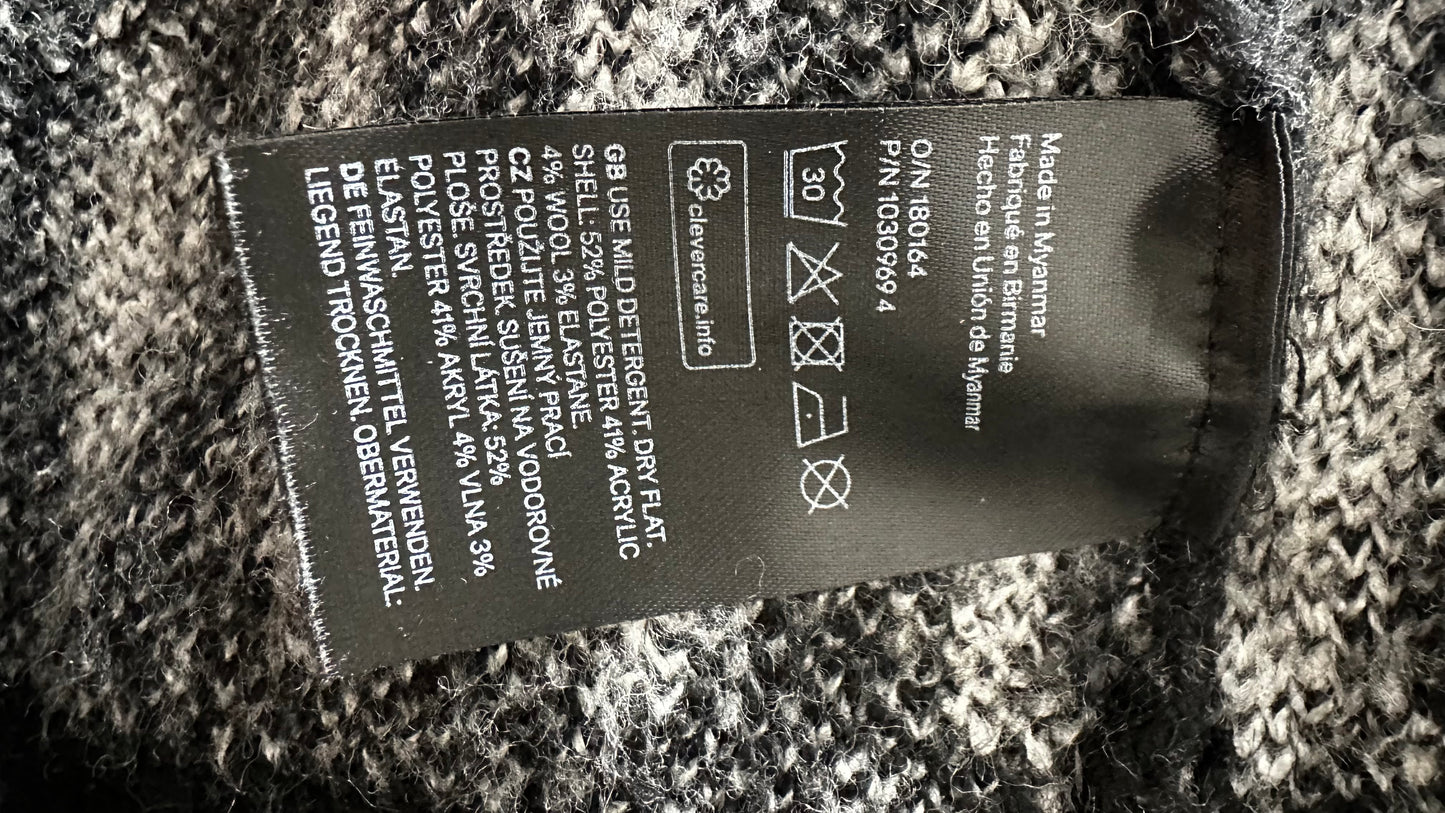 Made in Myanmar
Fabriqué en Birmanie
Hecho en Unión de Myanmar
O/N 180164
P/N 10309694
30
clevercare.info
GB USE MILD DETERGENT. DRY FLAT.
SHELL: 52% POLYESTER 41% ACRYLIC
4% WOOL 3% ELASTANE.
CZ POUŽIJTE JEMNÝ PRACÍ
PROSTŘEDEK. SUŠENÍ NA VODOROVNÉ
PLOŠE. SVRCHNÍ LÁTKA: 52%
POLYESTER 41% AKRYL 4% VLNA 3%
ELASTAN.
DE FEINWASCHMITTEL VERWENDEN.
LIEGEND TROCKNEN. OBERMATERIAL: